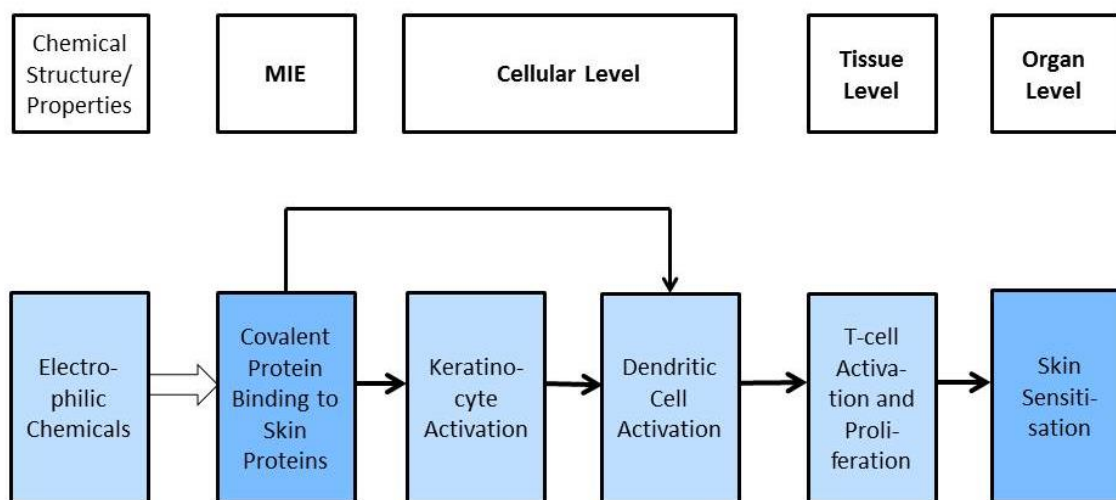 Chemical
Structure/
Properties
MIE
Cellular Level
Tissue
Level
Organ
Level
Electro-
philic
Chemicals
Covalent
Protein
Binding to
Skin
Proteins
Keratino-
cyte
Activation
Dendritic
Cell
Activation
T-cell
Activa-
tion and
Proli-
feration
Skin
Sensiti-
sation